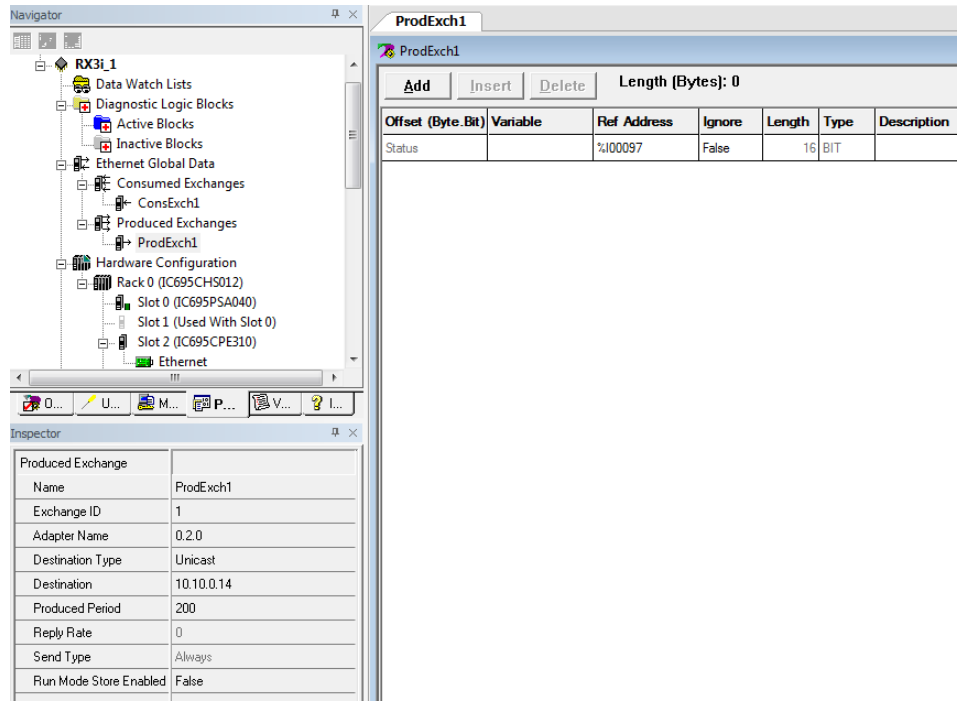 Navigator
RX3i_1
Data Watch Lists
Diagnostic Logic Blocks
Active Blocks
Inactive Blocks
Ethernet Global Data
Consumed Exchanges
ConsExch1
Produced Exchanges
ProdExch1
Hardware Configuration
Rack 0 (IC695CHS012)
Slot 0 (IC695PSA040)
Slot 1 (Used With Slot 0)
Slot 2 (IC695CPE310)
Ethernet
O... U... M... P... V... I...
Inspector
Produced Exchange
Name ProdExch1
Exchange ID 1
Adapter Name 0.2.0
Destination Type Unicast
Destination 10.10.0.14
Produced Period 200
Reply Rate 0
Send Type Always
Run Mode Store Enabled False
ProdExch1
ProdExch1
Add Insert Delete Length (Bytes): 0
Offset (Byte.Bit) Variable Ref Address Ignore Length Type Description
Status %I00097 False 16 BIT